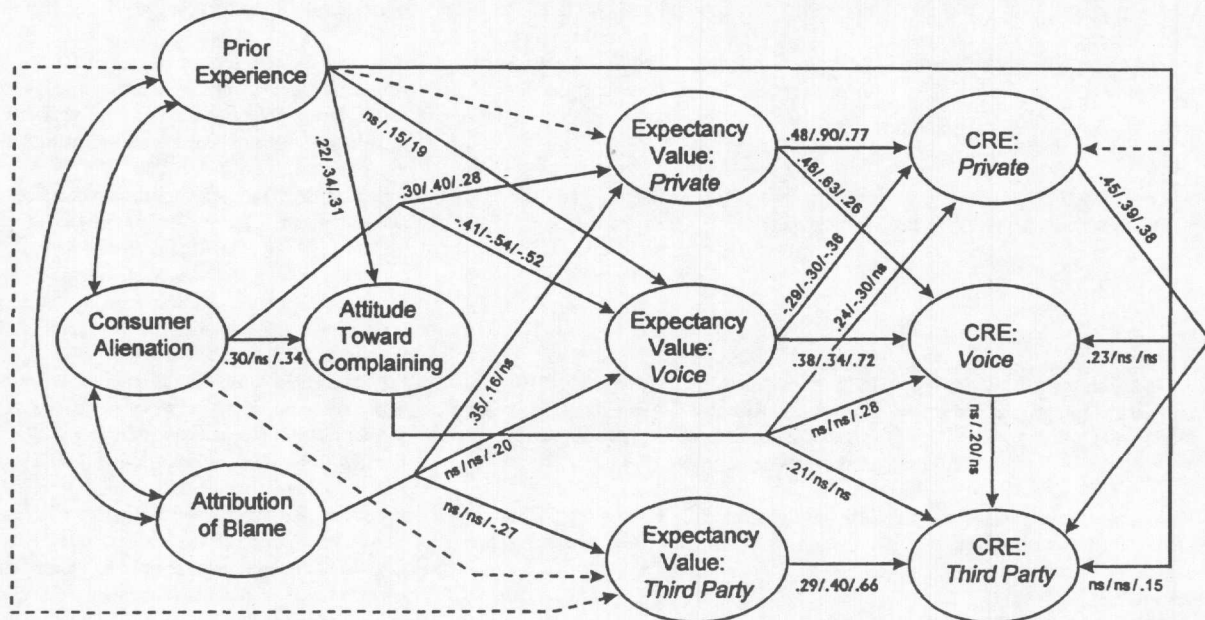 Prior
Experience
Expectancy
Value:
Private
CRE:
Private
Consumer
Alienation
Attitude
Toward
Complaining
Expectancy
Value:
Voice
CRE:
Voice
Attribution
of Blame
Expectancy
Value:
Third Party
CRE:
Third Party
.22/.34/.31
ns/.15/19
.30/.40/.28
-.41/-.54/-.52
.30/ns/.34
.35/.16/ns
ns/ns/.20
ns/ns/-.27
.48/.90/.77
.48/.63/.26
-.29/-.30/-.36
.24/-.30/ns
.38/.34/.72
ns/ns/.28
.21/ns/ns
.29/.40/.66
.45/.39/.38
.23/ns/ns
ns/.20/ns
ns/ns/.15